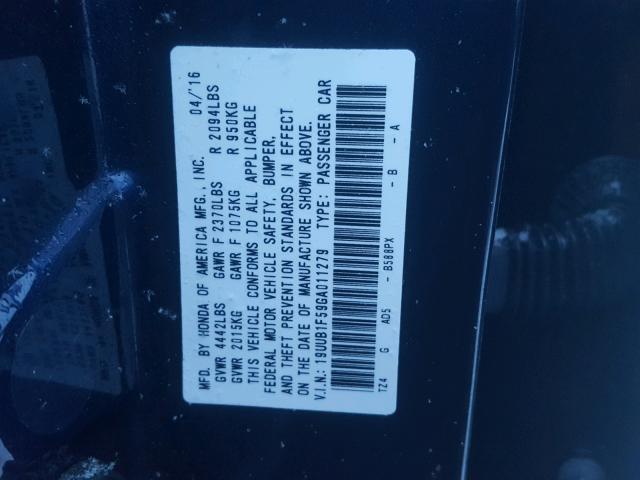 MFD. BY HONDA OF AMERICA MFG., INC. 04/'16
GVWR 4442LBS GAWR F 2370LBS R 2094LBS
GVWR 2015KG GAWR F 1075KG R 950KG
THIS VEHICLE CONFORMS TO ALL APPLICABLE
FEDERAL MOTOR VEHICLE SAFETY, BUMPER,
AND THEFT PREVENTION STANDARDS IN EFFECT
ON THE DATE OF MANUFACTURE SHOWN ABOVE.
V.I.N.: 19UUB1F59GA011279 TYPE: PASSENGER CAR
TZ4 G AD5 - B588PX - B - A